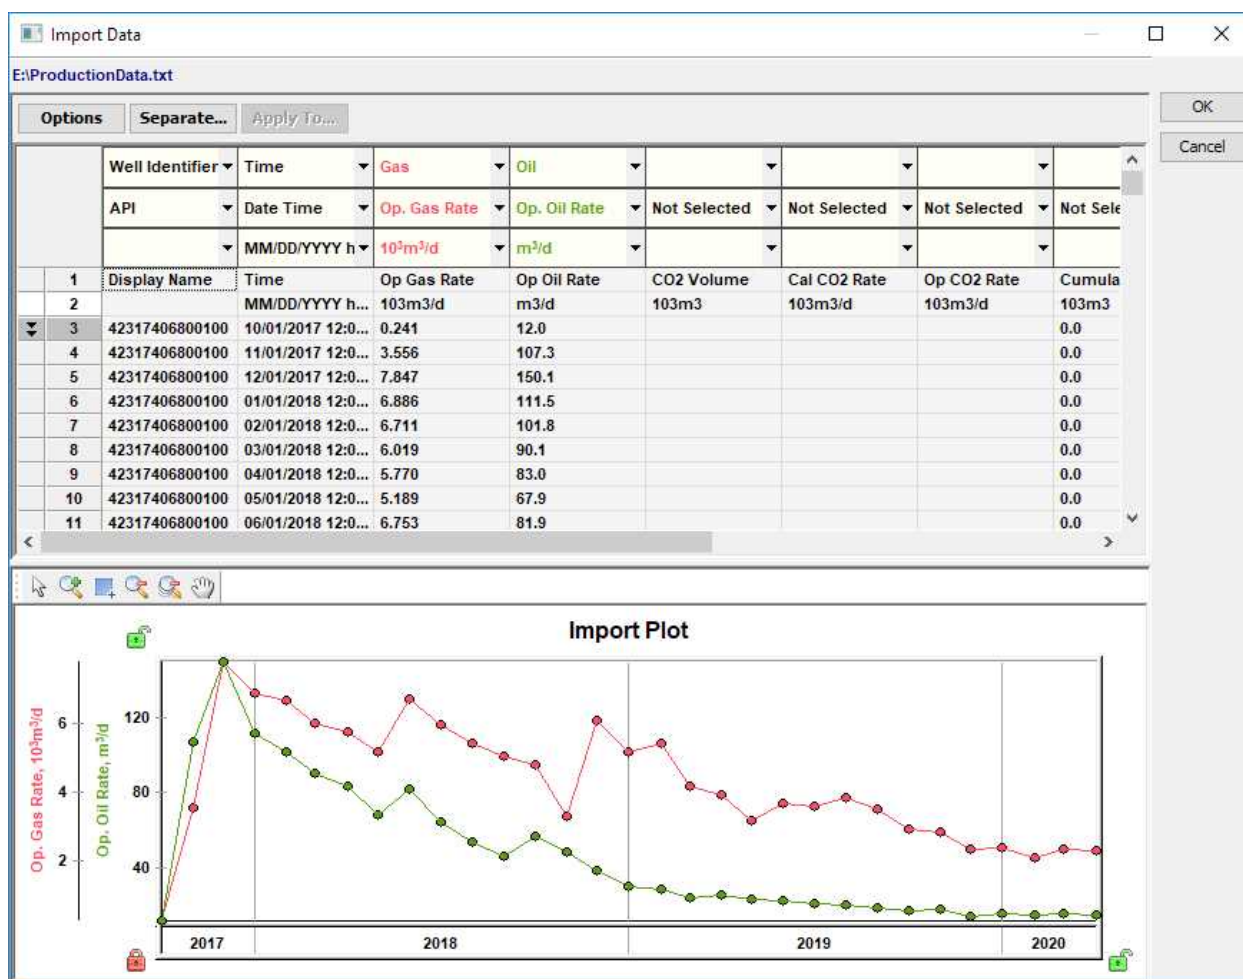 Import Data
E:\ProductionData.txt
Options Separate... Apply To...
OK
Cancel
Well Identifier Time Gas Oil
API Date Time Op. Gas Rate Op. Oil Rate Not Selected Not Selected Not Selected Not Sele
MM/DD/YYYY h 10³m³/d m³/d
1 Display Name Time Op Gas Rate Op Oil Rate CO2 Volume Cal CO2 Rate Op CO2 Rate Cumula
2 MM/DD/YYYY h... 103m3/d m3/d 103m3 103m3/d 103m3/d 103m3
3 42317406800100 10/01/2017 12:0... 0.241 12.0 0.0
4 42317406800100 11/01/2017 12:0... 3.556 107.3 0.0
5 42317406800100 12/01/2017 12:0... 7.847 150.1 0.0
6 42317406800100 01/01/2018 12:0... 6.886 111.5 0.0
7 42317406800100 02/01/2018 12:0... 6.711 101.8 0.0
8 42317406800100 03/01/2018 12:0... 6.019 90.1 0.0
9 42317406800100 04/01/2018 12:0... 5.770 83.0 0.0
10 42317406800100 05/01/2018 12:0... 5.189 67.9 0.0
11 42317406800100 06/01/2018 12:0... 6.753 81.9 0.0
Import Plot
Op. Gas Rate, 10³m³/d
6
4
2
Op. Oil Rate, m³/d
120
80
40
2017 2018 2019 2020